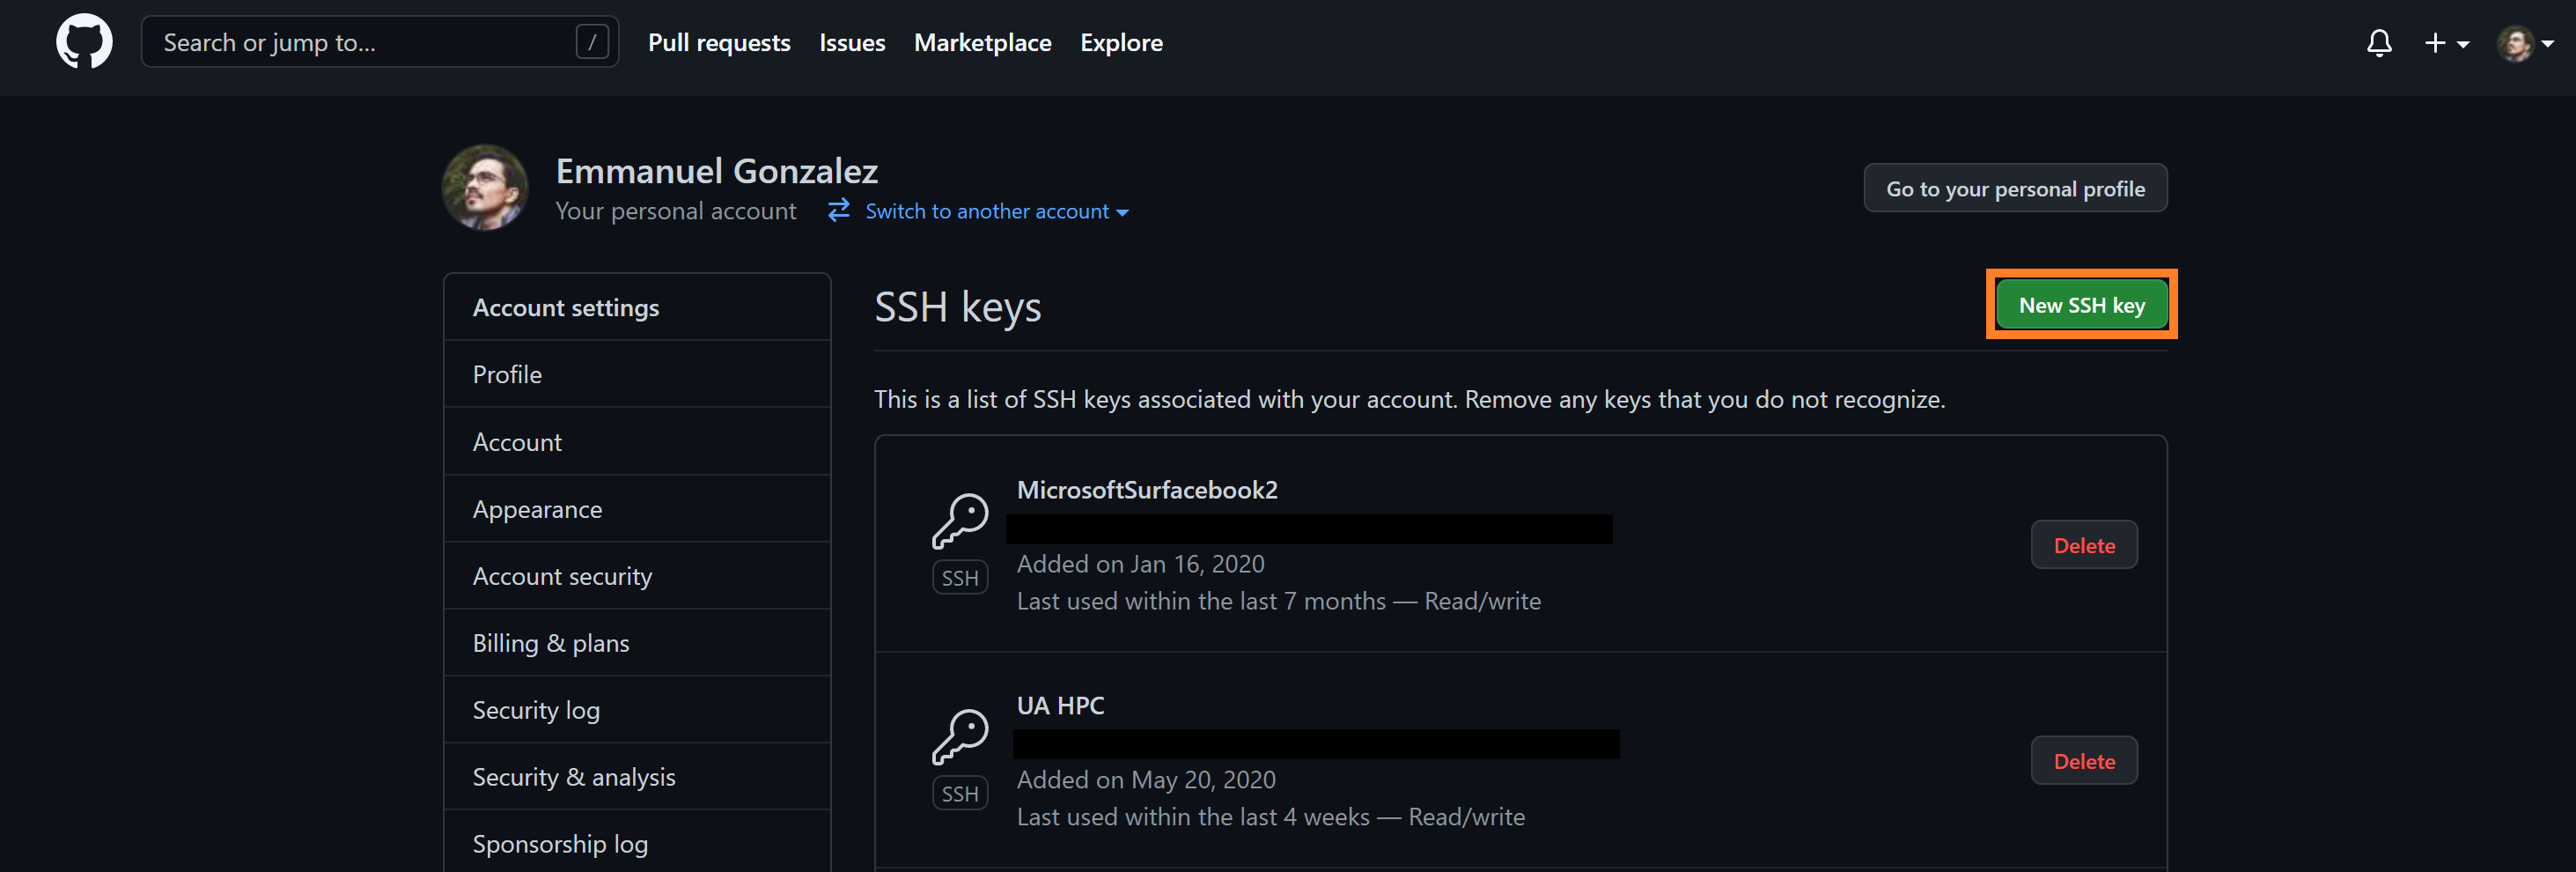 Search or jump to... /
Pull requests Issues Marketplace Explore
Emmanuel Gonzalez
Your personal account Switch to another account
Go to your personal profile
Account settings
Profile
Account
Appearance
Account security
Billing & plans
Security log
Security & analysis
Sponsorship log
SSH keys
New SSH key
This is a list of SSH keys associated with your account. Remove any keys that you do not recognize.
MicrosoftSurfacebook2
SSH
Added on Jan 16, 2020
Last used within the last 7 months — Read/write
Delete
UA HPC
SSH
Added on May 20, 2020
Last used within the last 4 weeks — Read/write
Delete